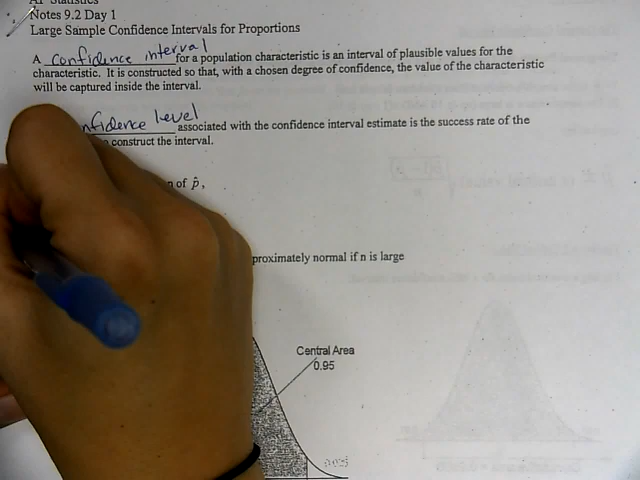 AP Statistics
Notes 9.2 Day 1
Large Sample Confidence Intervals for Proportions
A confidence interval for a population characteristic is an interval of plausible values for the
characteristic. It is constructed so that, with a chosen degree of confidence, the value of the characteristic
will be captured inside the interval.
nfidence level associated with the confidence interval estimate is the success rate of the
construct the interval.
of p̂,
proximately normal if n is large
Central Area
0.95